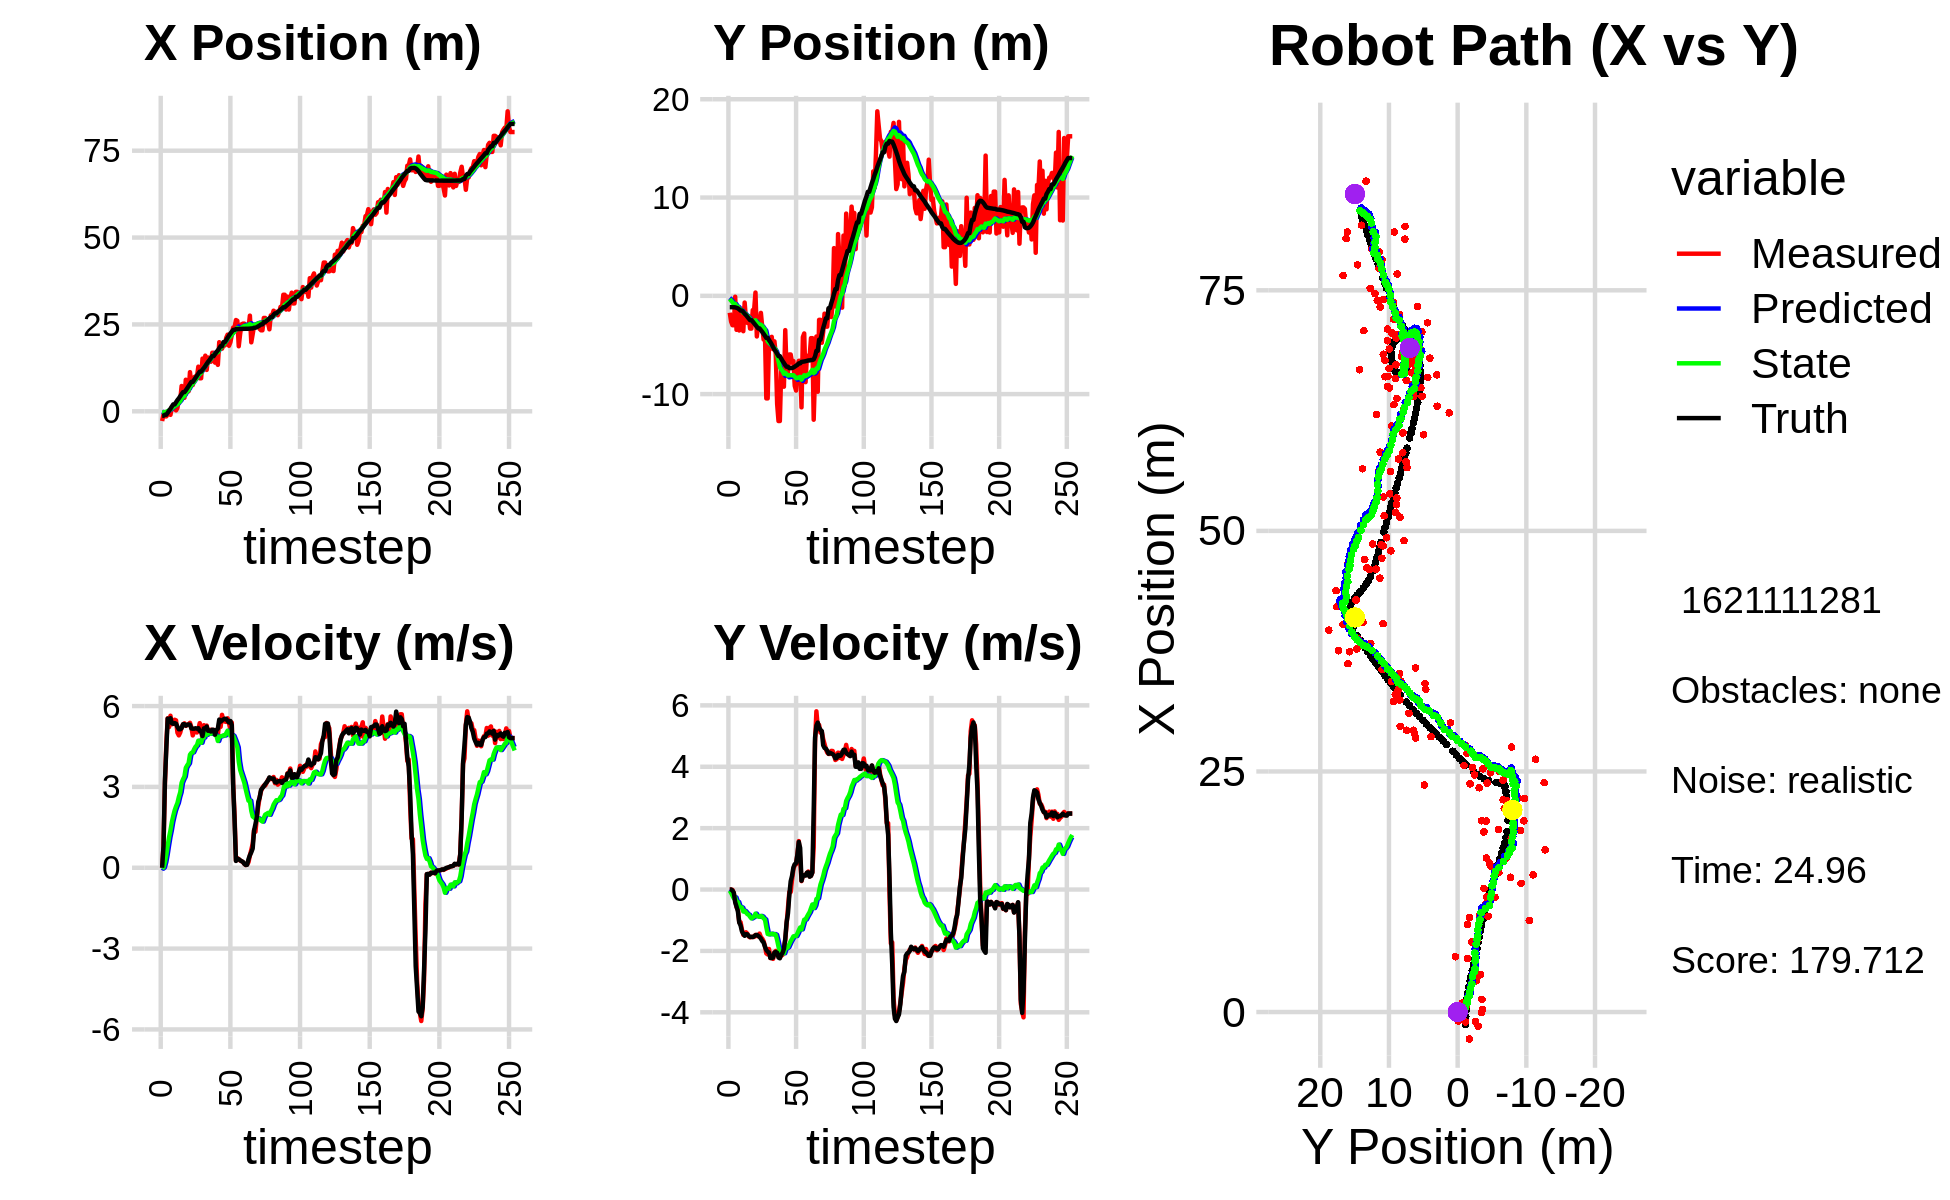 X Position (m)
75
50
25
0
0
50
100
150
200
250
timestep
Y Position (m)
20
10
0
-10
0
50
100
150
200
250
timestep
X Velocity (m/s)
6
3
0
-3
-6
0
50
100
150
200
250
timestep
Y Velocity (m/s)
6
4
2
0
-2
-4
0
50
100
150
200
250
timestep
Robot Path (X vs Y)
X Position (m)
75
50
25
0
20 10 0 -10 -20
Y Position (m)
variable
Measured
Predicted
State
Truth
1621111281
Obstacles: none
Noise: realistic
Time: 24.96
Score: 179.712